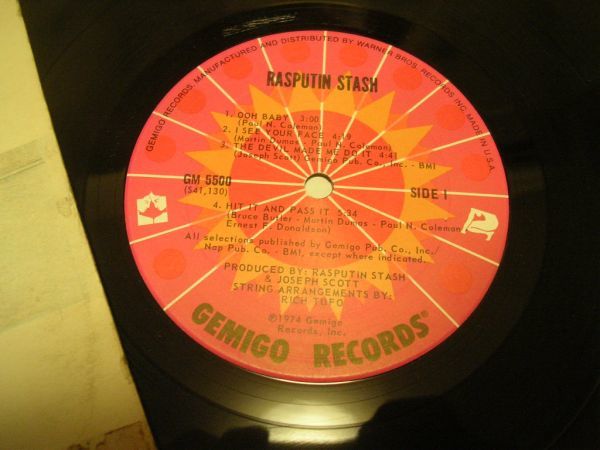 GEMIGO RECORDS, MANUFACTURED AND DISTRIBUTED BY WARNER BROS. RECORDS INC. MADE IN U.S.A.
RASPUTIN STASH
1. OOH BABY 3:00
(Paul N. Coleman)
2. I SEE YOUR FACE 4:19
(Martin Dumas - Paul N. Coleman)
3. THE DEVIL MADE ME DO IT 4:41
(Joseph Scott) Gemigo Pub. Co., Inc. - BMI
GM 5500
(S41,130)
SIDE I
4. HIT IT AND PASS IT 5:34
(Bruce Butler - Martin Dumas - Paul N. Coleman
Ernest F. Donaldson)
All selections published by Gemigo Pub. Co., Inc./
Nap Pub. Co. - BMI, except where indicated.
PRODUCED BY: RASPUTIN STASH
& JOSEPH SCOTT
STRING ARRANGEMENTS BY:
RICH TUFO
©1974 Gemigo
Records, Inc.
GEMIGO RECORDS®